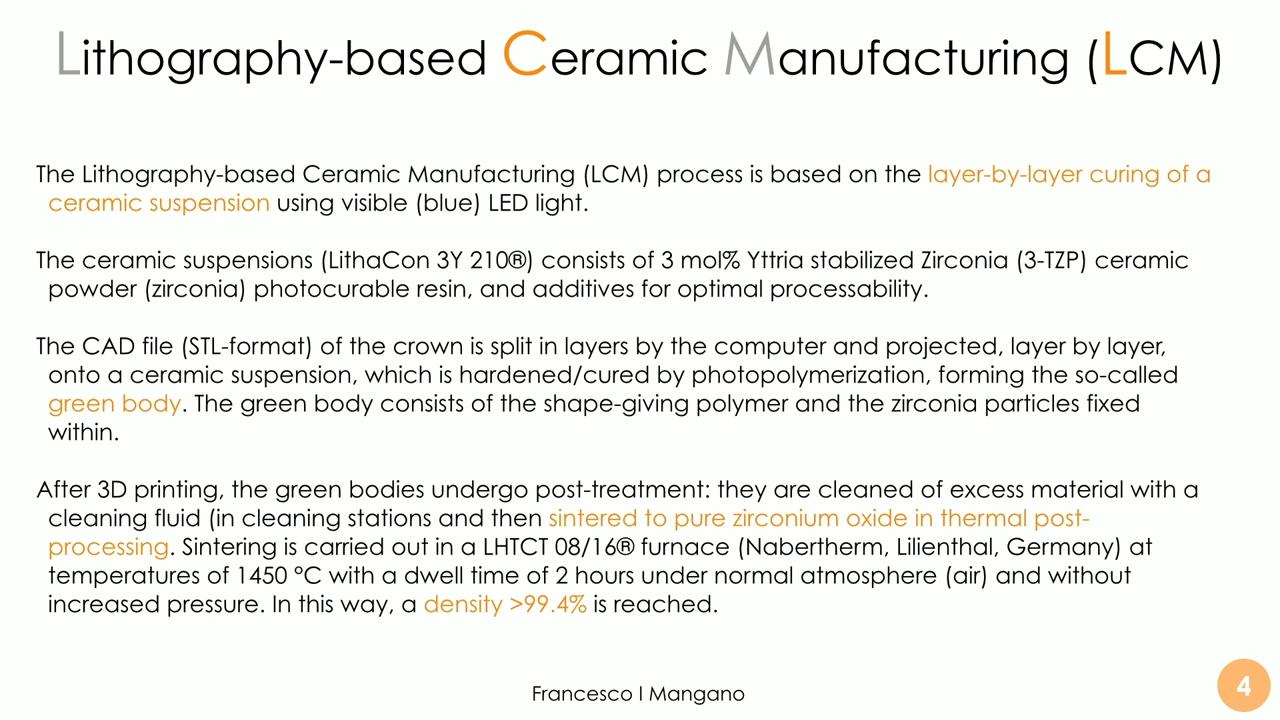 Lithography-based Ceramic Manufacturing (LCM)
The Lithography-based Ceramic Manufacturing (LCM) process is based on the layer-by-layer curing of a
ceramic suspension using visible (blue) LED light.
The ceramic suspensions (LithaCon 3Y 210®) consists of 3 mol% Yttria stabilized Zirconia (3-TZP) ceramic
powder (zirconia) photocurable resin, and additives for optimal processability.
The CAD file (STL-format) of the crown is split in layers by the computer and projected, layer by layer,
onto a ceramic suspension, which is hardened/cured by photopolymerization, forming the so-called
green body. The green body consists of the shape-giving polymer and the zirconia particles fixed
within.
After 3D printing, the green bodies undergo post-treatment: they are cleaned of excess material with a
cleaning fluid (in cleaning stations and then sintered to pure zirconium oxide in thermal post-
processing. Sintering is carried out in a LHTCT 08/16® furnace (Nabertherm, Lilienthal, Germany) at
temperatures of 1450 °C with a dwell time of 2 hours under normal atmosphere (air) and without
increased pressure. In this way, a density >99.4% is reached.
Francesco I Mangano
4